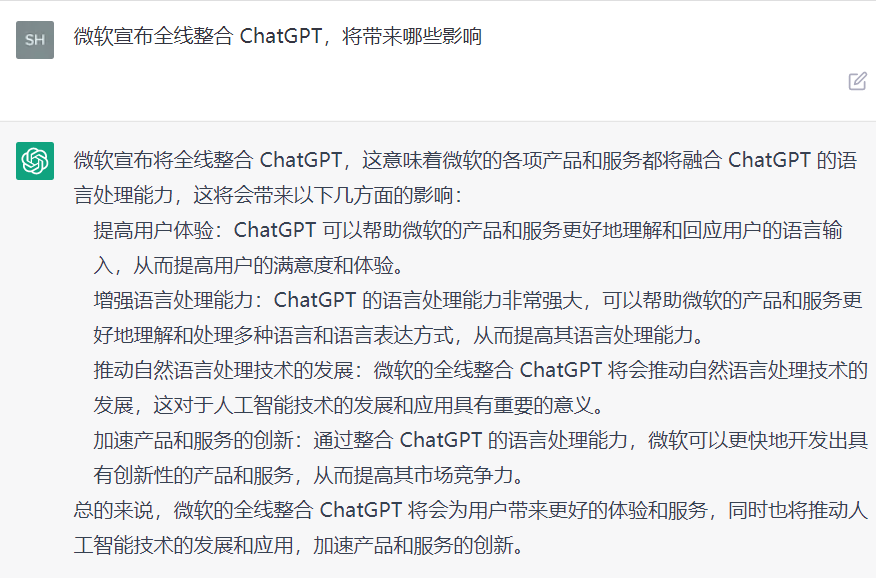 SH
微软宣布全线整合 ChatGPT，将带来哪些影响
微软宣布将全线整合 ChatGPT，这意味着微软的各项产品和服务都将融合 ChatGPT 的语
言处理能力，这将会带来以下几方面的影响：
提高用户体验：ChatGPT 可以帮助微软的产品和服务更好地理解和回应用户的语言输
入，从而提高用户的满意度和体验。
增强语言处理能力：ChatGPT 的语言处理能力非常强大，可以帮助微软的产品和服务更
好地理解和处理多种语言和语言表达方式，从而提高其语言处理能力。
推动自然语言处理技术的发展：微软的全线整合 ChatGPT 将会推动自然语言处理技术的
发展，这对于人工智能技术的发展和应用具有重要的意义。
加速产品和服务的创新：通过整合 ChatGPT 的语言处理能力，微软可以更快地开发出具
有创新性的产品和服务，从而提高其市场竞争力。
总的来说，微软的全线整合 ChatGPT 将会为用户带来更好的体验和服务，同时也将推动人
工智能技术的发展和应用，加速产品和服务的创新。